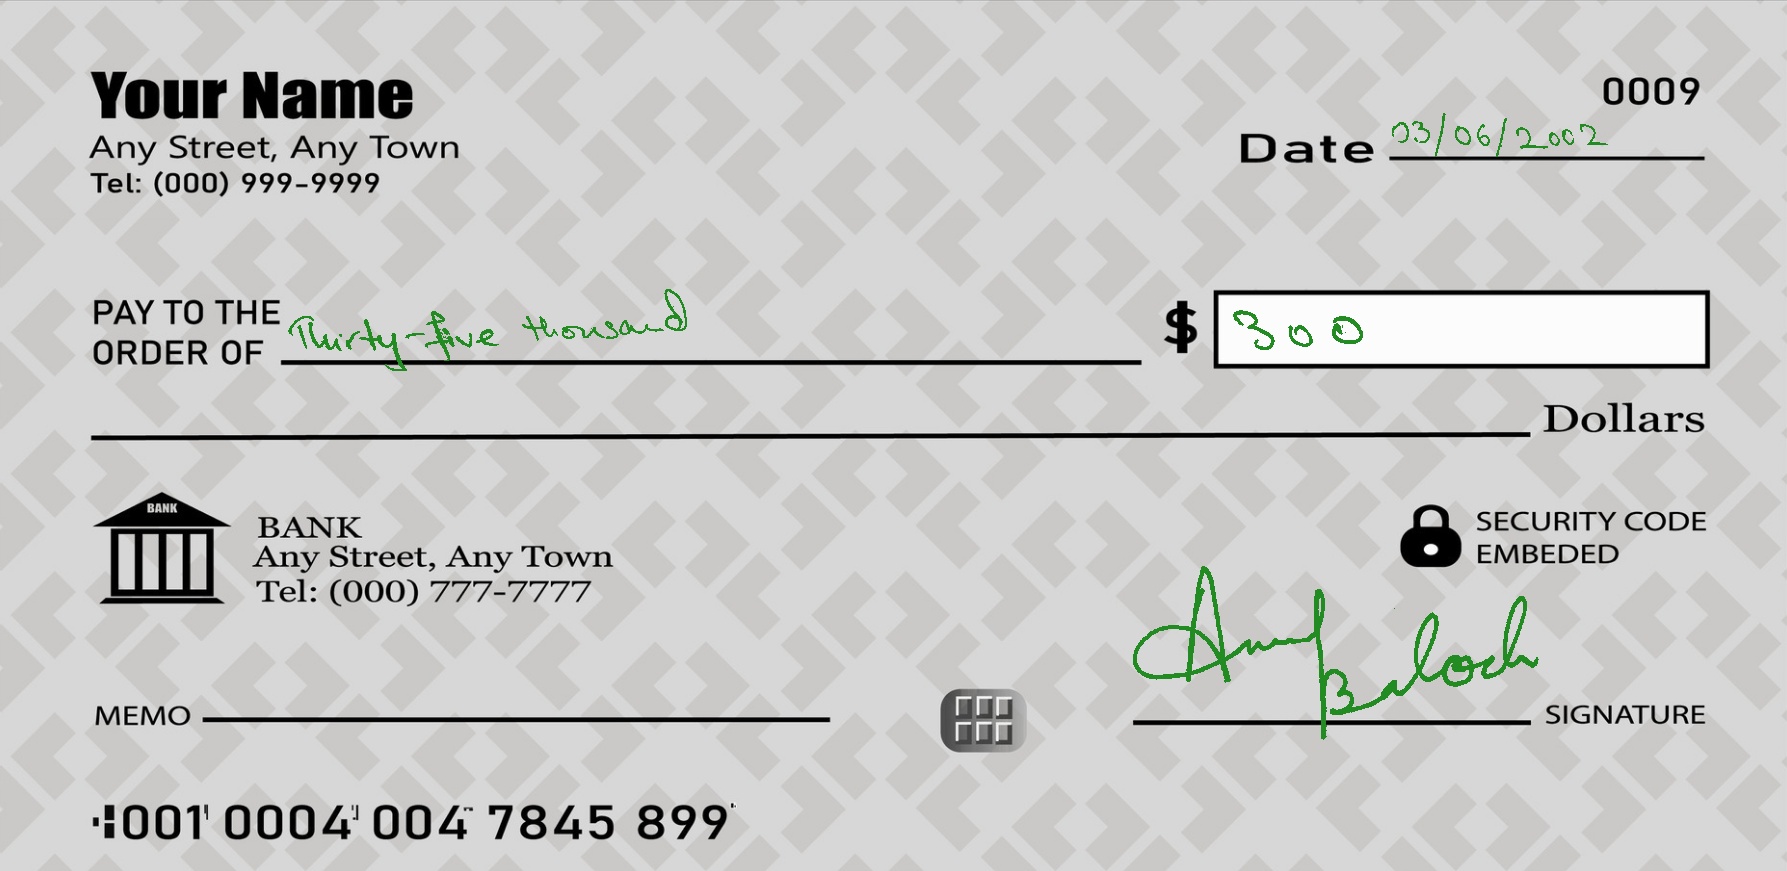 Your Name
0009
Any Street, Any Town
Date 03/06/2002
Tel: (000) 999-9999
PAY TO THE
ORDER OF Thirty-five thousand $ 300
Dollars
BANK
BANK
Any Street, Any Town
Tel: (000) 777-7777
SECURITY CODE
EMBEDED
Baloch
MEMO
SIGNATURE
001 0004 004 7845 899